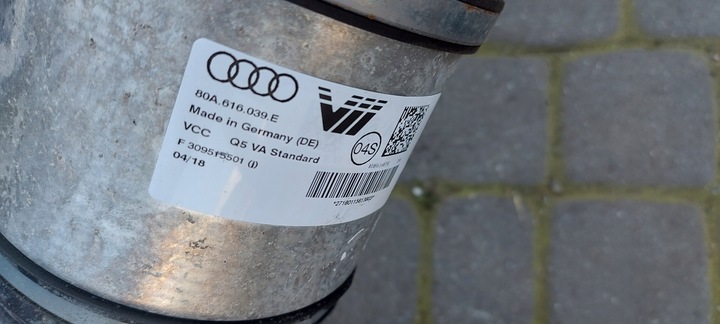 80A.616.039.E
Made in Germany (DE)
VCC Q5 VA Standard
F 309515501 (J)
04/18
04S